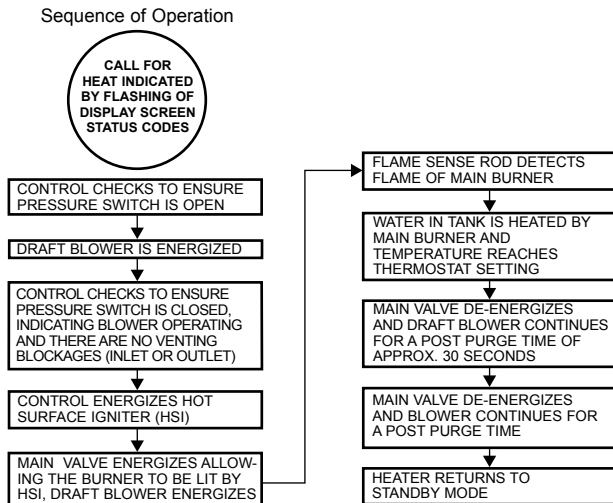 Sequence of Operation
CALL FOR
HEAT INDICATED
BY FLASHING OF
DISPLAY SCREEN
STATUS CODES
CONTROL CHECKS TO ENSURE
PRESSURE SWITCH IS OPEN
DRAFT BLOWER IS ENERGIZED
CONTROL CHECKS TO ENSURE
PRESSURE SWITCH IS CLOSED,
INDICATING BLOWER OPERATING
AND THERE ARE NO VENTING
BLOCKAGES (INLET OR OUTLET)
CONTROL ENERGIZES HOT
SURFACE IGNITER (HSI)
MAIN VALVE ENERGIZES ALLOW-
ING THE BURNER TO BE LIT BY
HSI, DRAFT BLOWER ENERGIZES
FLAME SENSE ROD DETECTS
FLAME OF MAIN BURNER
WATER IN TANK IS HEATED BY
MAIN BURNER AND
TEMPERATURE REACHES
THERMOSTAT SETTING
MAIN VALVE DE-ENERGIZES
AND DRAFT BLOWER CONTINUES
FOR A POST PURGE TIME OF
APPROX. 30 SECONDS
MAIN VALVE DE-ENERGIZES
AND BLOWER CONTINUES FOR
A POST PURGE TIME
HEATER RETURNS TO
STANDBY MODE